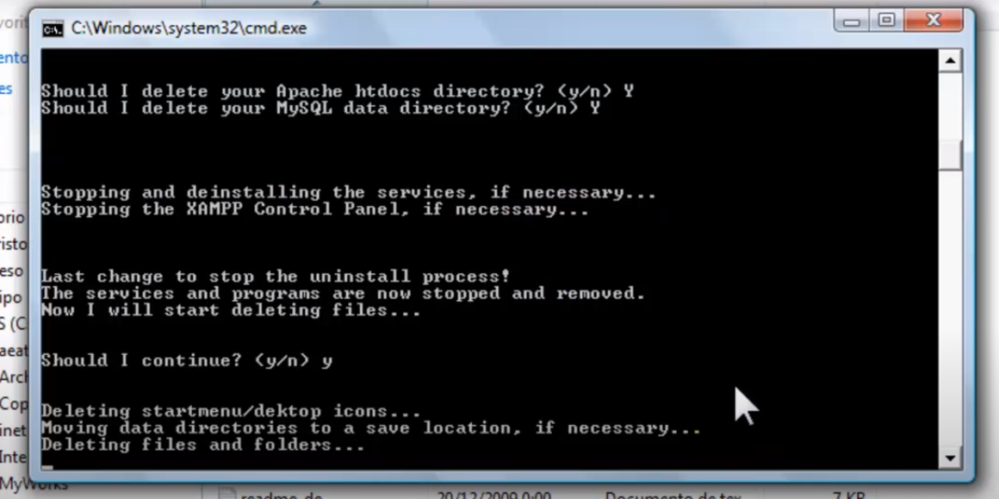 C:\Windows\system32\cmd.exe
Should I delete your Apache htdocs directory? (y/n) Y
Should I delete your MySQL data directory? (y/n) Y
Stopping and deinstalling the services, if necessary...
Stopping the XAMPP Control Panel, if necessary...
Last change to stop the uninstall process!
The services and programs are now stopped and removed.
Now I will start deleting files...
Should I continue? (y/n) y
Deleting startmenu/dektop icons...
Moving data directories to a save location, if necessary...
Deleting files and folders...
MyWorks
readme_de 20/12/2009 0:00 Documento de tex... 7 KB